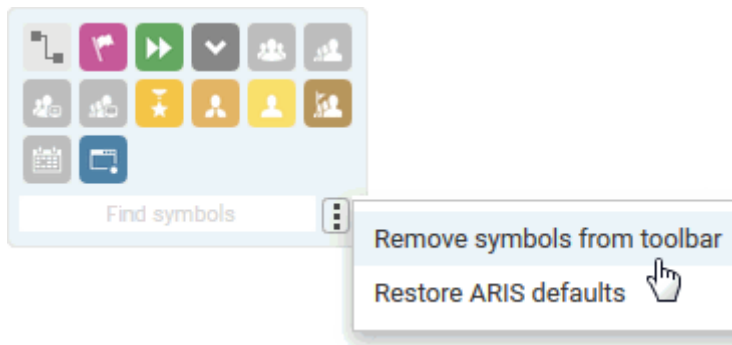 Find symbols
Remove symbols from toolbar
Restore ARIS defaults